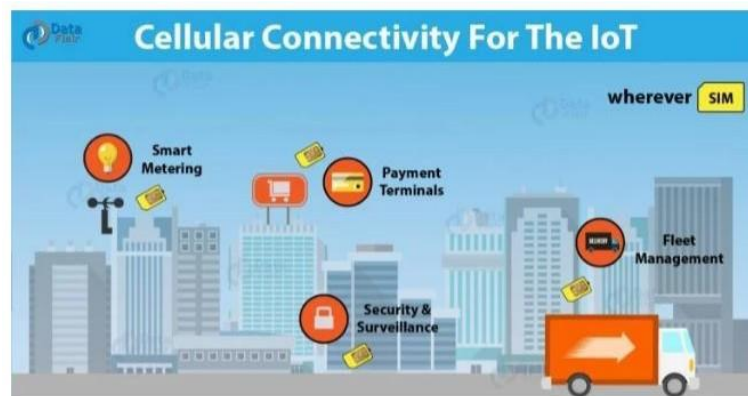 Data
Flair
Cellular Connectivity For The IoT
wherever SIM
Smart
Metering
Payment
Terminals
Fleet
Management
Security &
Surveillance